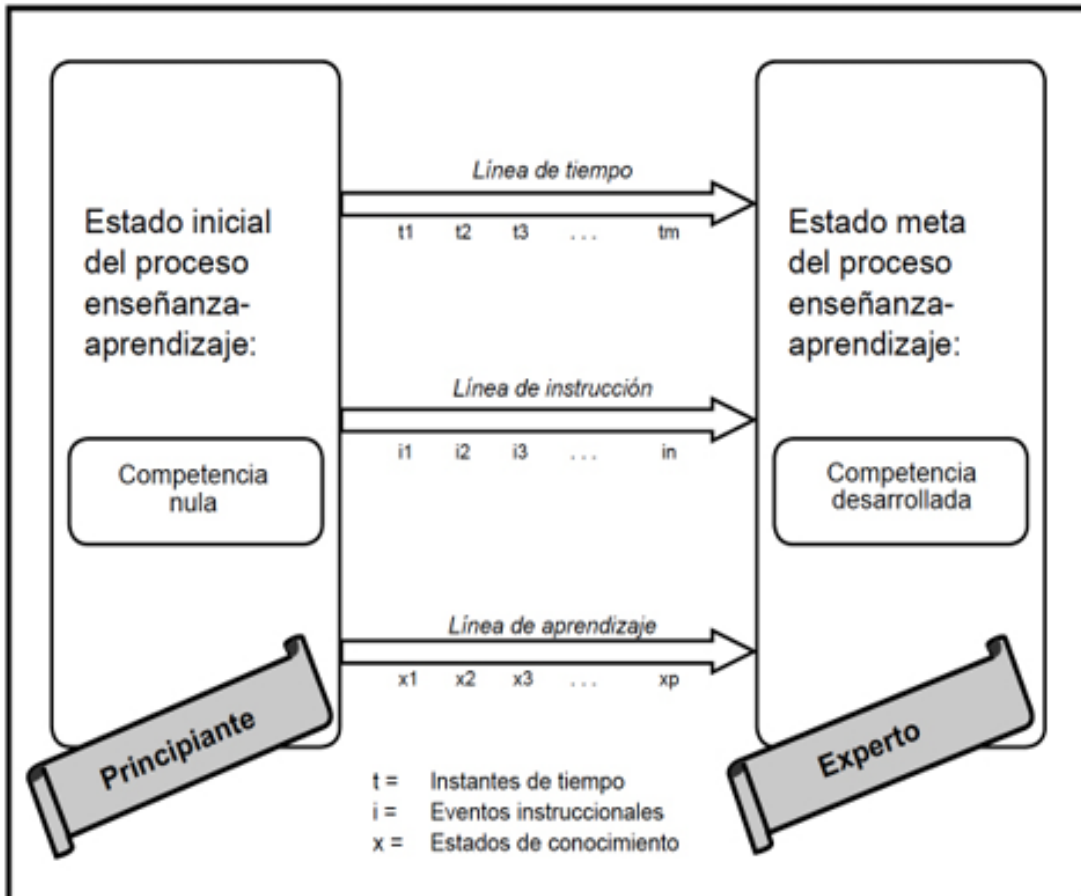 Estado inicial
del proceso
enseñanza-
aprendizaje:
Competencia
nula
Principiante
Línea de tiempo
t1 t2 t3 . . . tm
Línea de instrucción
i1 i2 i3 . . . in
Línea de aprendizaje
x1 x2 x3 . . . xp
Estado meta
del proceso
enseñanza-
aprendizaje:
Competencia
desarrollada
Experto
t = Instantes de tiempo
i = Eventos instruccionales
x = Estados de conocimiento